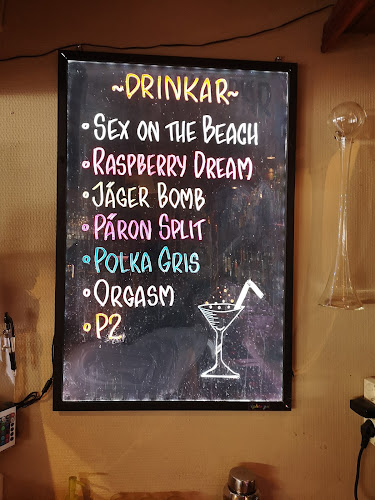 ~DRINKAR~
• SEX ON THE BEACH
• RASPBERRY DREAM
• JÄGER BOMB
• PÄRON SPLIT
• POLKA GRIS
• ORGASM
• P2